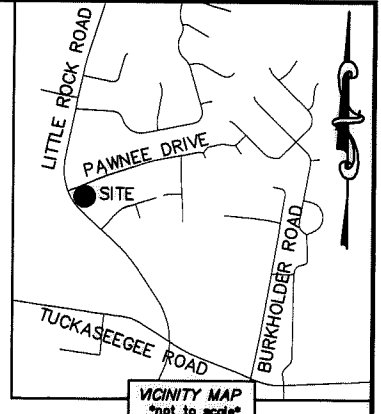 LITTLE ROCK ROAD
PAWNEE DRIVE
SITE
BURKHOLDER ROAD
TUCKASEEGEE ROAD
VICINITY MAP
*not to scale*